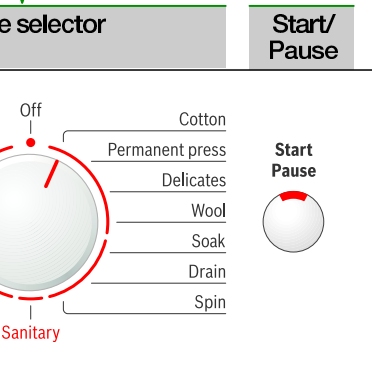 e selector
Start/
Pause
Off
Cotton
Permanent press
Delicates
Wool
Soak
Drain
Spin
Sanitary
Start
Pause